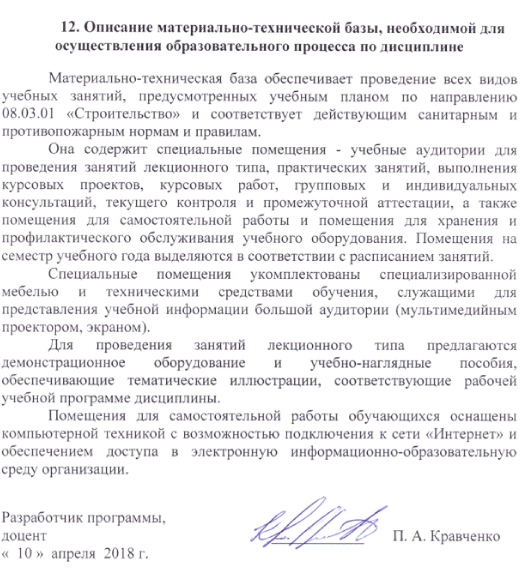 12. Описание материально-технической базы, необходимой для
осуществления образовательного процесса по дисциплине
Материально-техническая база обеспечивает проведение всех видов
учебных занятий, предусмотренных учебным планом по направлению
08.03.01 «Строительство» и соответствует действующим санитарным и
противопожарным нормам и правилам.
Она содержит специальные помещения - учебные аудитории для
проведения занятий лекционного типа, практических занятий, выполнения
курсовых проектов, курсовых работ, групповых и индивидуальных
консультаций, текущего контроля и промежуточной аттестации, а также
помещения для самостоятельной работы и помещения для хранения и
профилактического обслуживания учебного оборудования. Помещения на
семестр учебного года выделяются в соответствии с расписанием занятий.
Специальные помещения укомплектованы специализированной
мебелью и техническими средствами обучения, служащими для
представления учебной информации большой аудитории (мультимедийным
проектором, экраном).
Для проведения занятий лекционного типа предлагаются
демонстрационное оборудование и учебно-наглядные пособия,
обеспечивающие тематические иллюстрации, соответствующие рабочей
учебной программе дисциплины.
Помещения для самостоятельной работы обучающихся оснащены
компьютерной техникой с возможностью подключения к сети «Интернет» и
обеспечением доступа в электронную информационно-образовательную
среду организации.
Разработчик программы,
доцент П. А. Кравченко
« 10 » апреля 2018 г.